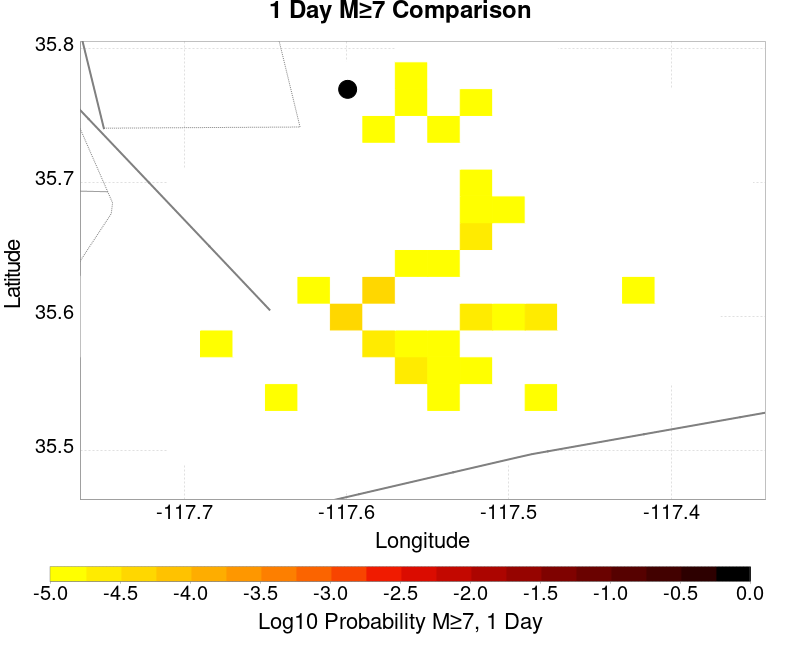 1 Day M≥7 Comparison
35.8
35.7
35.6
35.5
Latitude
-117.7 -117.6 -117.5 -117.4
Longitude
-5.0 -4.5 -4.0 -3.5 -3.0 -2.5 -2.0 -1.5 -1.0 -0.5 0.0
Log10 Probability M≥7, 1 Day